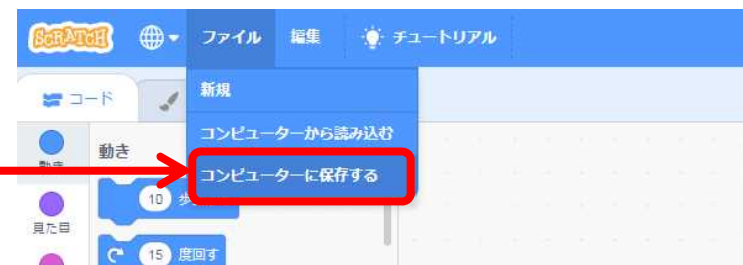 SCRATCH ファイル 編集 チュートリアル
コード 新規
コンピューターから読み込む
動き
コンピューターに保存する
10
見た目
15 度回す